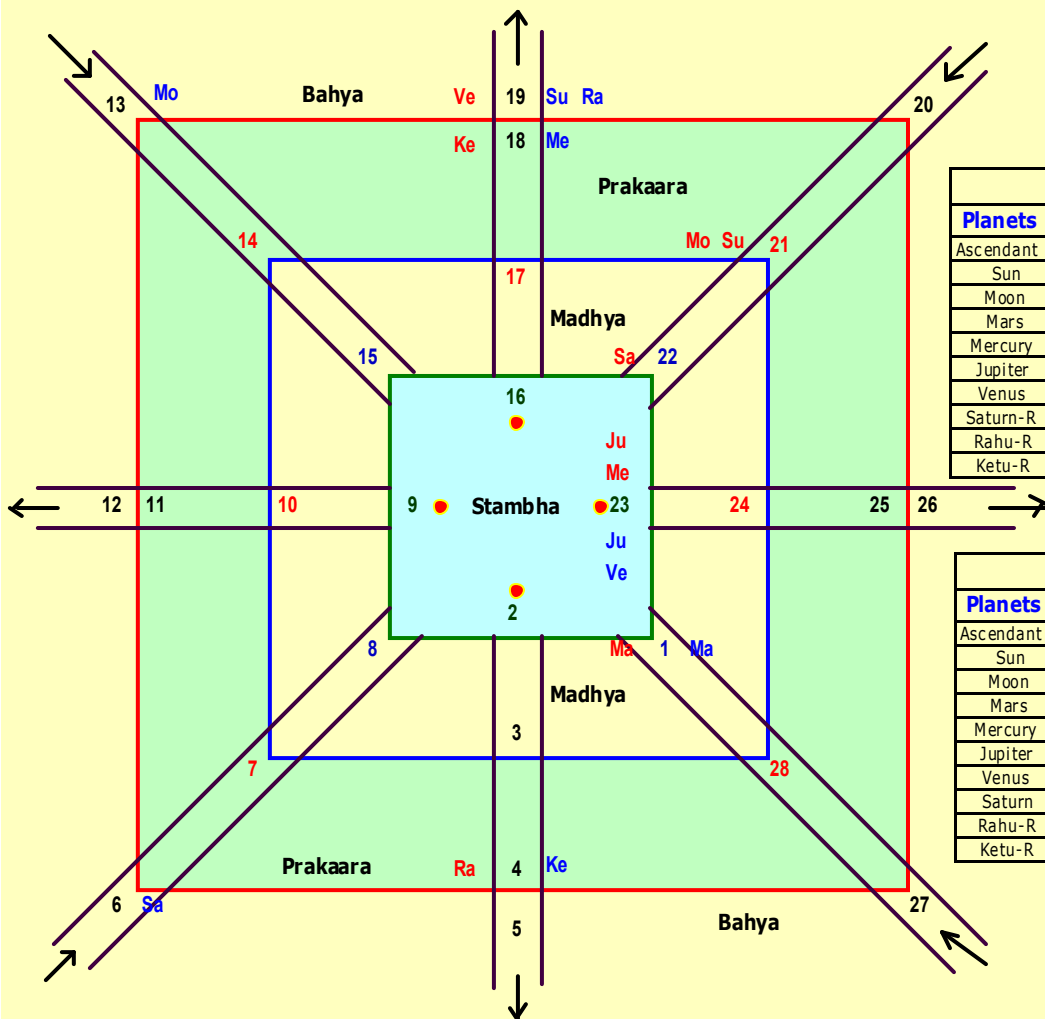 13 Mo Bahya Ve 19 Su Ra 20
Ke 18 Me
Prakaara
14 Mo Su 21
17
Madhya
15 Sa 22
16
Ju
Me
12 11 10 9 Stambha 23 24 25 26
Ju
Ve
2
8 Ma 1 Ma
Madhya
3
7 28
Prakaara Ra 4 Ke
6 Sa 27
5 Bahya
Planets
Ascendant
Sun
Moon
Mars
Mercury
Jupiter
Venus
Saturn-R
Rahu-R
Ketu-R
Planets
Ascendant
Sun
Moon
Mars
Mercury
Jupiter
Venus
Saturn
Rahu-R
Ketu-R